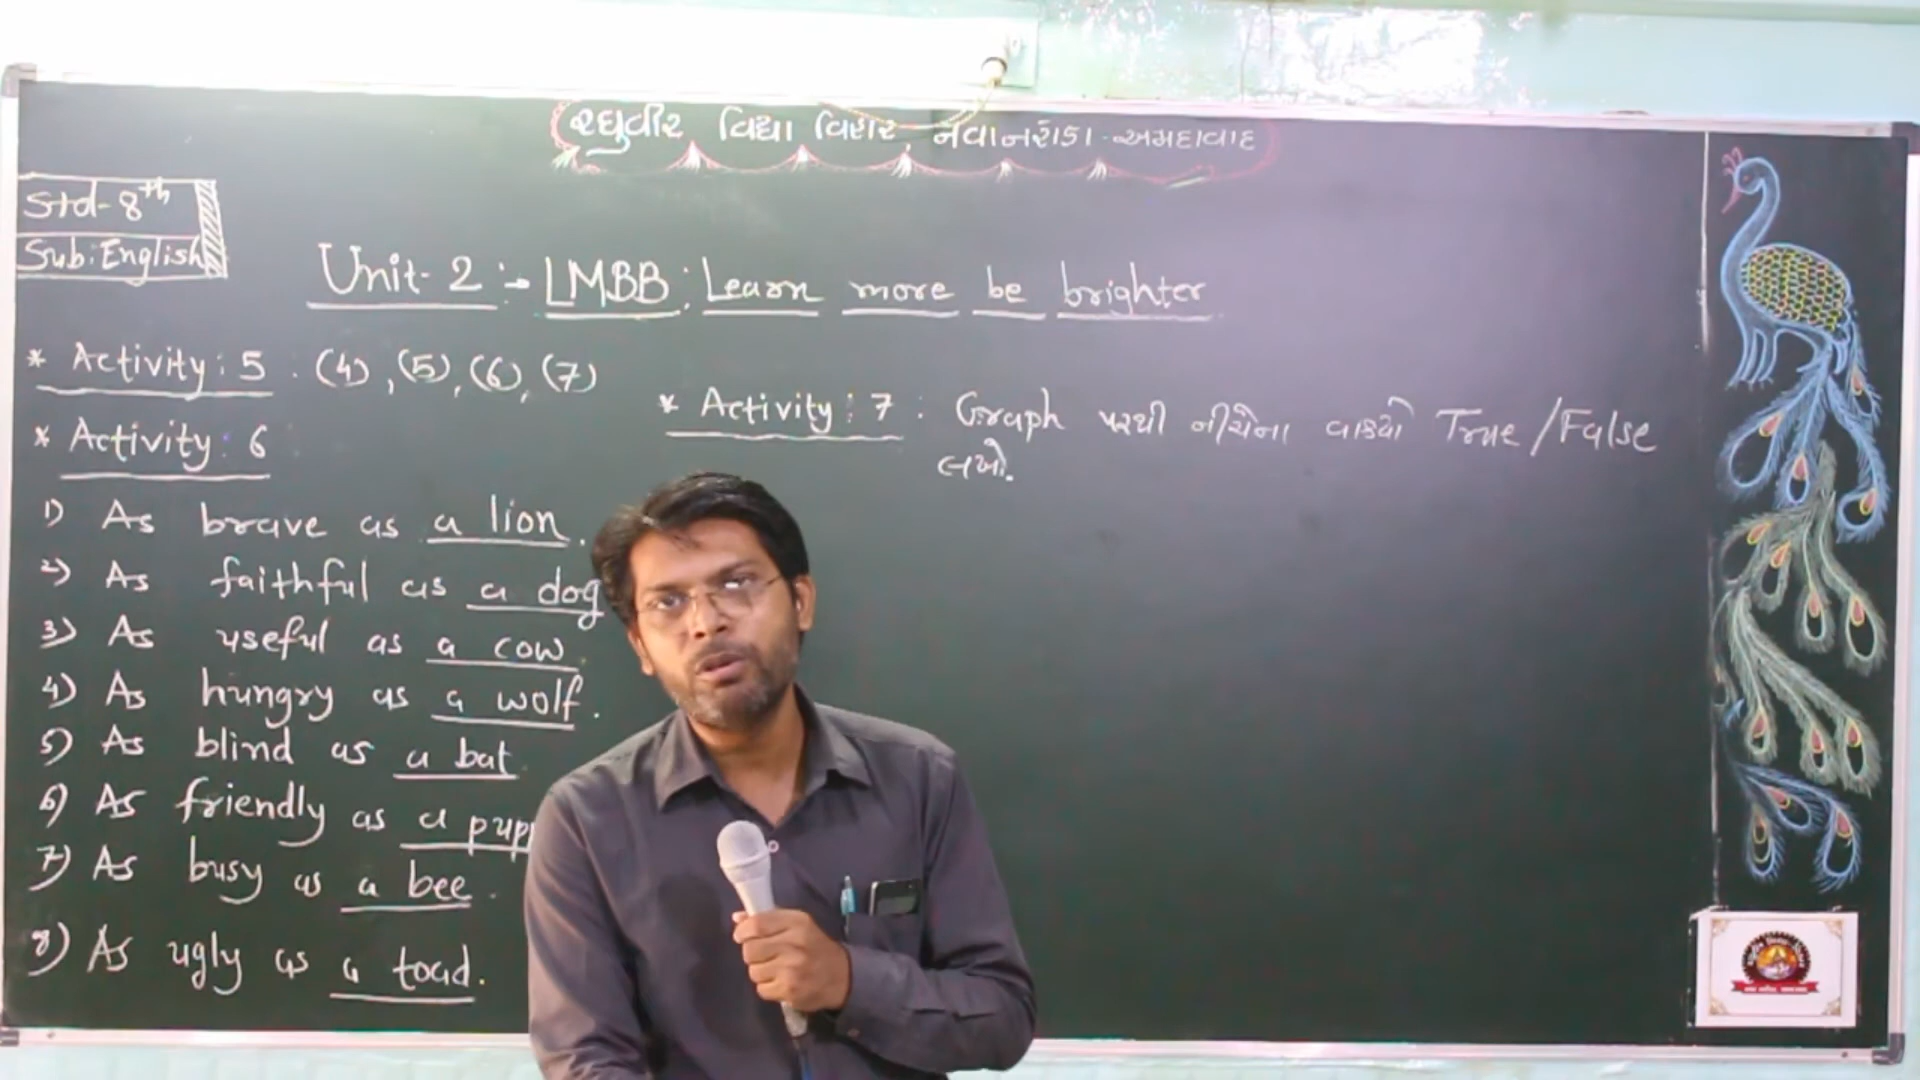 રઘુવીર વિદ્યા વિહાર, નવાનરોડા-અમદાવાદ
Std-8th
Sub:English
Unit-2 :- LMBB : Learn more be brighter
* Activity : 5 . (4), (5), (6), (7)
* Activity : 6
1) As brave as a lion.
2) As faithful as a dog
3) As useful as a cow.
4) As hungry as a wolf.
5) As blind as a bat.
6) As friendly as a pupp
7) As busy as a bee.
8) As ugly as a toad.
* Activity : 7 : Graph પરથી નીચેના વાક્યો True/False
લખો.